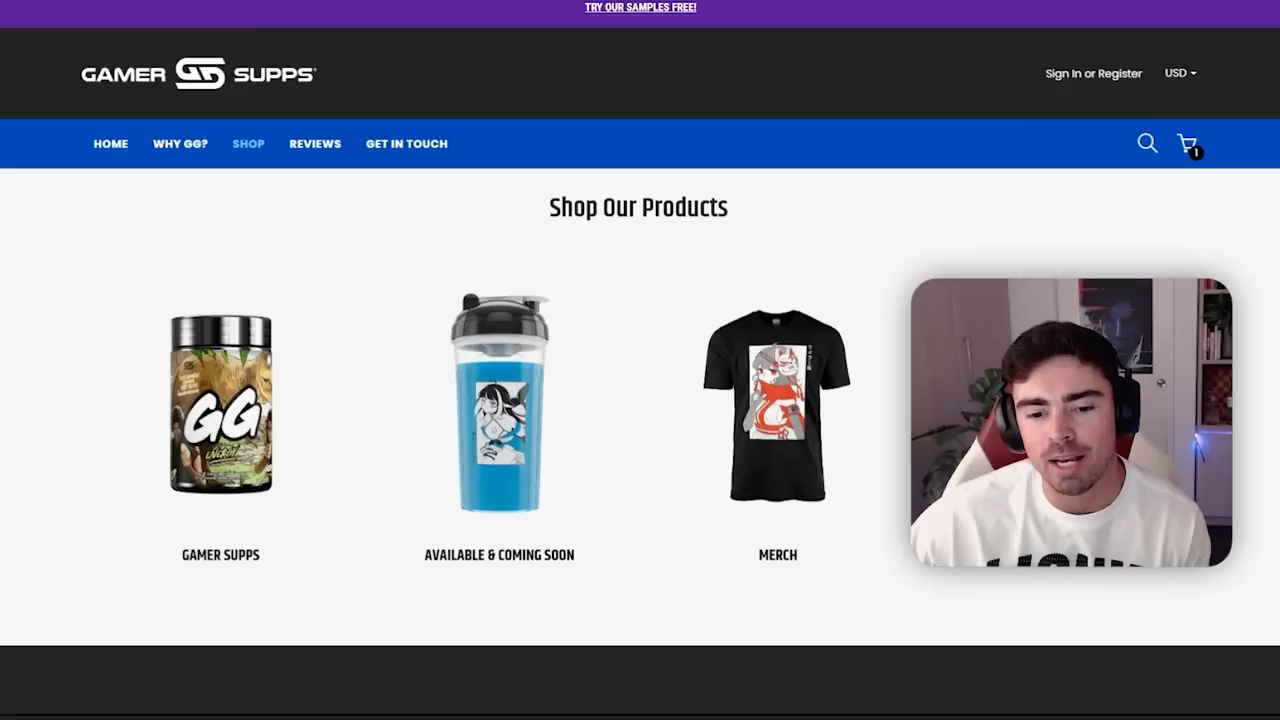 TRY OUR SAMPLES FREE!
GAMER GG SUPPS
Sign In or Register USD
HOME WHY GG? SHOP REVIEWS GET IN TOUCH
1
Shop Our Products
GG
GAMER SUPPS
AVAILABLE & COMING SOON
MERCH